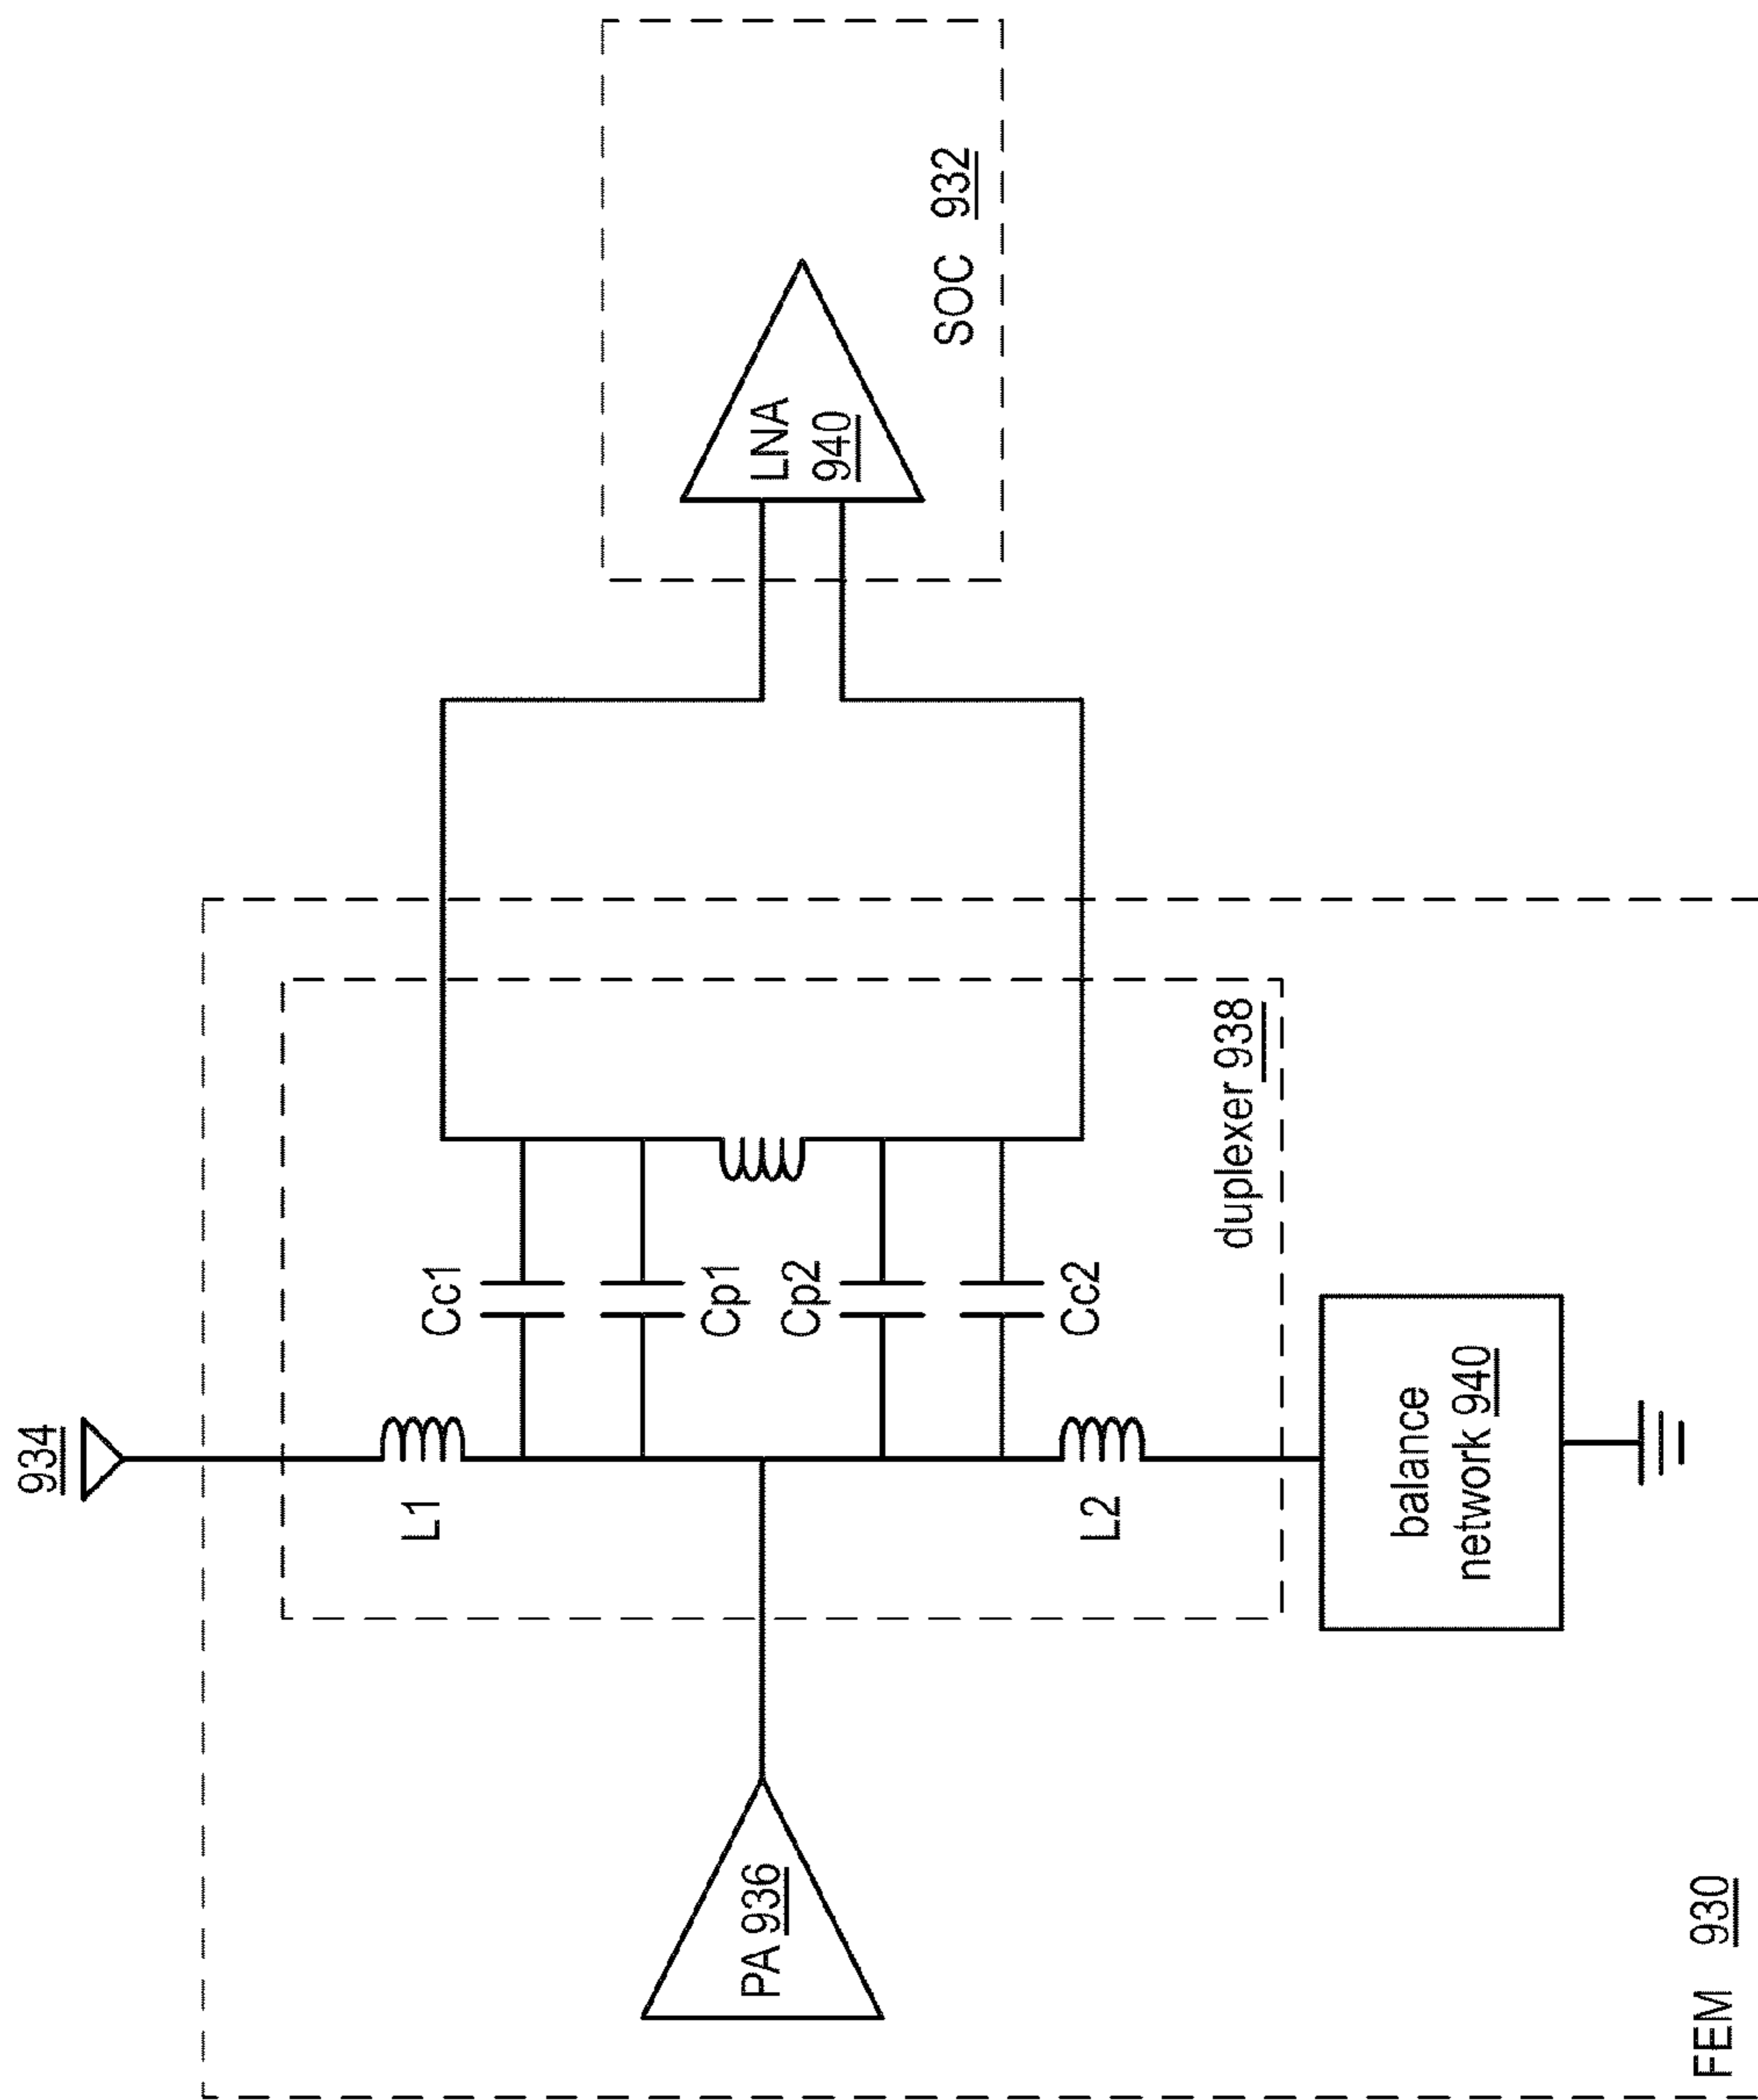 934
L1
Cc1
Cp1
PA 936
LNA
940
Cp2
SOC 932
Cc2
L2
duplexer 938
balance
network 940
FEM 930